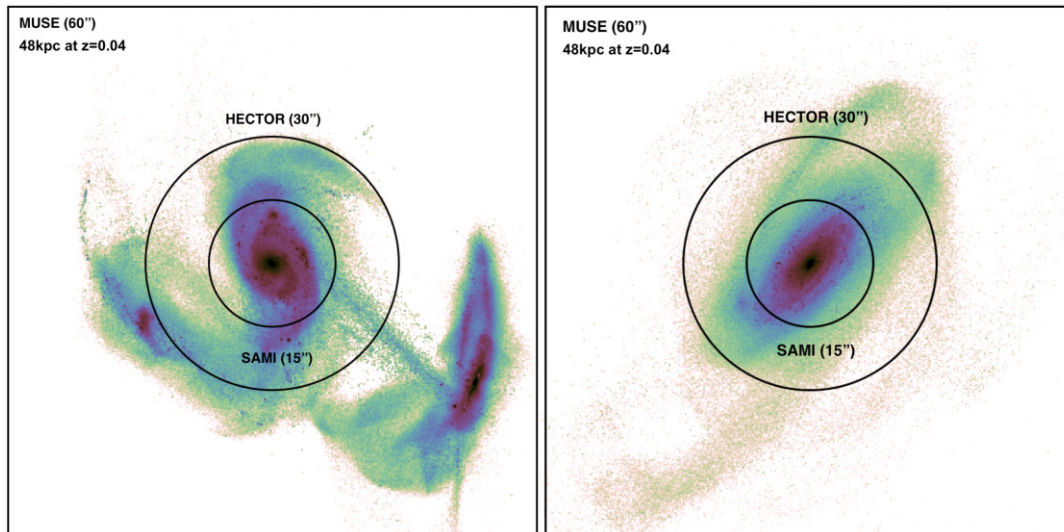 MUSE (60”)
48kpc at z=0.04
HECTOR (30”)
SAMI (15”)
MUSE (60”)
48kpc at z=0.04
HECTOR (30”)
SAMI (15”)